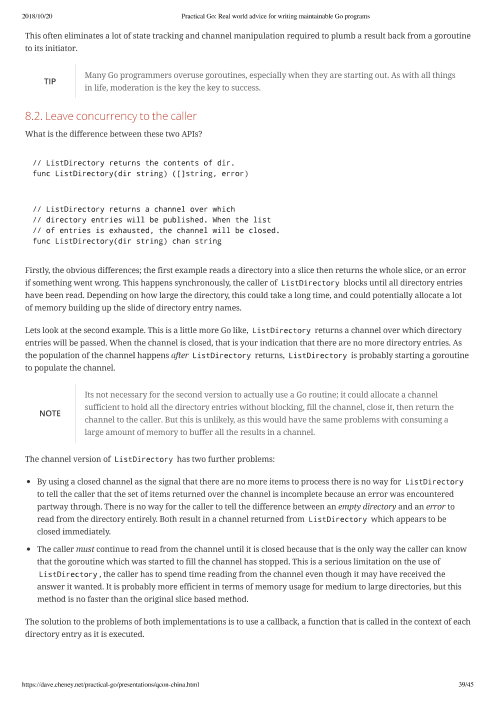 2018/10/20 Practical Go: Real world advice for writing maintainable Go programs
This often eliminates a lot of state tracking and channel manipulation required to plumb a result back from a goroutine
to its initiator.
Many Go programmers overuse goroutines, especially when they are starting out. As with all things
TIP
in life, moderation is the key the key to success.
8.2. Leave concurrency to the caller
What is the difference between these two APIs?
// ListDirectory returns the contents of dir.
func ListDirectory(dir string) ([]string, error)
// ListDirectory returns a channel over which
// directory entries will be published. When the list
// of entries is exhausted, the channel will be closed.
func ListDirectory(dir string) chan string
Firstly, the obvious differences; the first example reads a directory into a slice then returns the whole slice, or an error
if something went wrong. This happens synchronously, the caller of ListDirectory blocks until all directory entries
have been read. Depending on how large the directory, this could take a long time, and could potentially allocate a lot
of memory building up the slide of directory entry names.
Lets look at the second example. This is a little more Go like, ListDirectory returns a channel over which directory
entries will be passed. When the channel is closed, that is your indication that there are no more directory entries. As
the population of the channel happens after ListDirectory returns, ListDirectory is probably starting a goroutine
to populate the channel.
Its not necessary for the second version to actually use a Go routine; it could allocate a channel
sufficient to hold all the directory entries without blocking, fill the channel, close it, then return the
NOTE
channel to the caller. But this is unlikely, as this would have the same problems with consuming a
large amount of memory to buffer all the results in a channel.
The channel version of ListDirectory has two further problems:
• By using a closed channel as the signal that there are no more items to process there is no way for ListDirectory
to tell the caller that the set of items returned over the channel is incomplete because an error was encountered
partway through. There is no way for the caller to tell the difference between an empty directory and an error to
read from the directory entirely. Both result in a channel returned from ListDirectory which appears to be
closed immediately.
• The caller must continue to read from the channel until it is closed because that is the only way the caller can know
that the goroutine which was started to fill the channel has stopped. This is a serious limitation on the use of
ListDirectory, the caller has to spend time reading from the channel even though it may have received the
answer it wanted. It is probably more efficient in terms of memory usage for medium to large directories, but this
method is no faster than the original slice based method.
The solution to the problems of both implementations is to use a callback, a function that is called in the context of each
directory entry as it is executed.
https://dave.cheney.net/practical-go/presentations/qcon-china.html 39/45